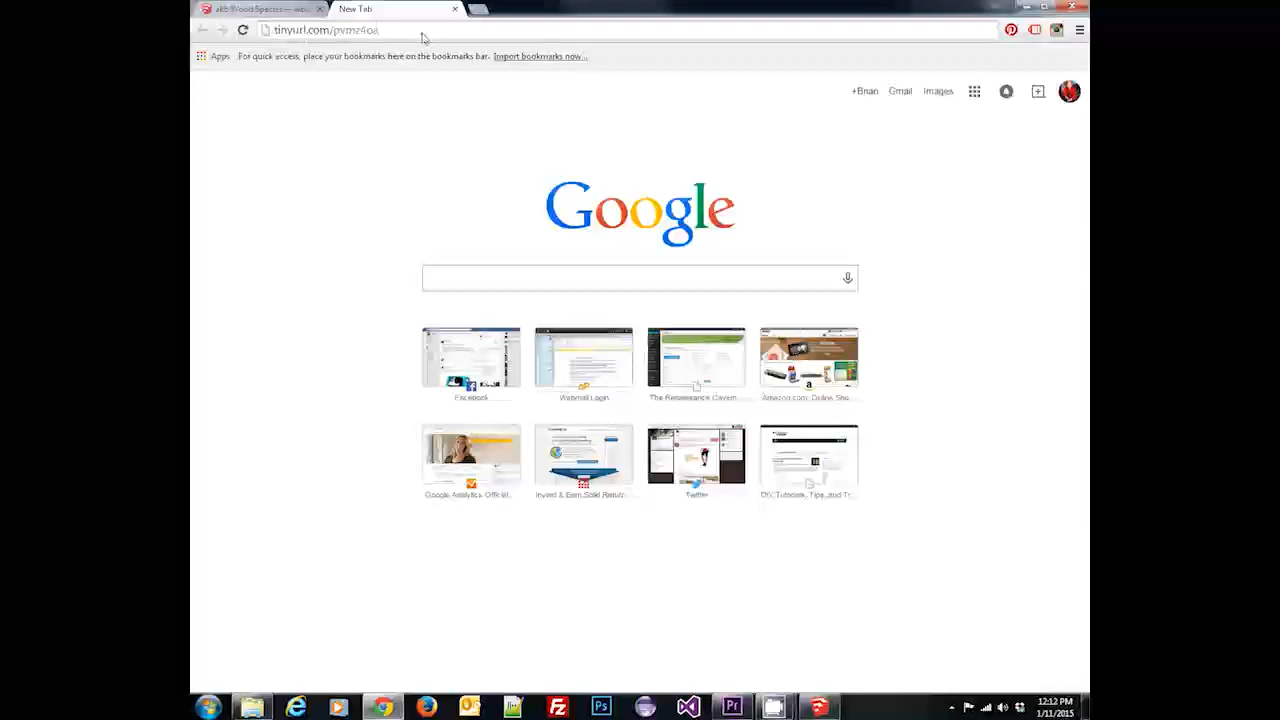 New Tab
tinyurl.com/pvmz4oa
Apps For quick access, place your bookmarks here on the bookmarks bar. Import bookmarks now...
+Brian Gmail Images
Google
Facebook Webmail Login The Renaissance Cavern ... Amazon.com: Online Sho...
Google Analytics Official... Invest & Earn Solid Return... Twitter DIY Tutorials, Tips, and Tr...
12:12 PM
1/11/2015